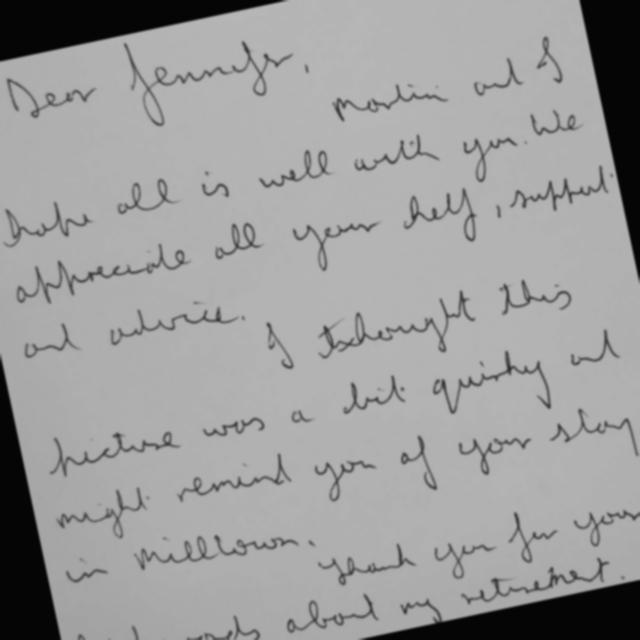 Dear Jennifer,
Martin and I
hope all is well with you. We
appreciate all your help, support
and advice. I thought this
picture was a bit quirky and
might remind you of your stay
in Milltown. Thank you for your
words about my retirement.